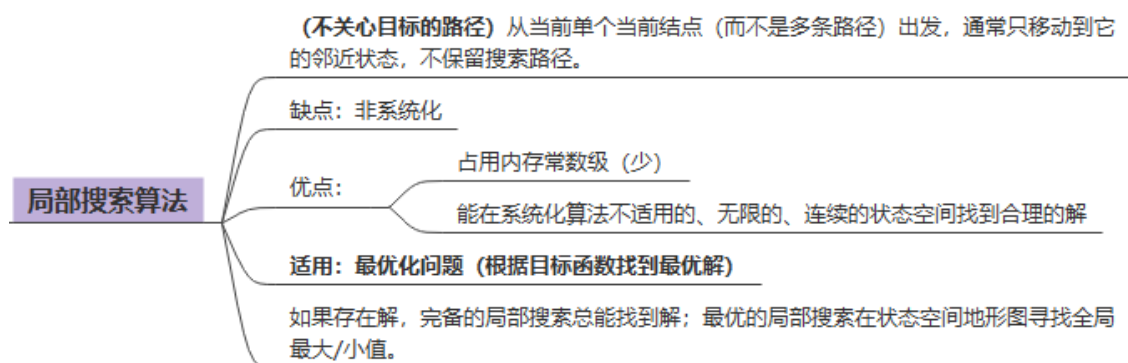 （不关心目标的路径）从当前单个当前结点（而不是多条路径）出发，通常只移动到它
的邻近状态，不保留搜索路径。
缺点：非系统化
占用内存常数级（少）
优点：
能在系统化算法不适用的、无限的、连续的状态空间找到合理的解
局部搜索算法
适用：最优化问题（根据目标函数找到最优解）
如果存在解，完备的局部搜索总能找到解；最优的局部搜索在状态空间地形图寻找全局
最大/小值。